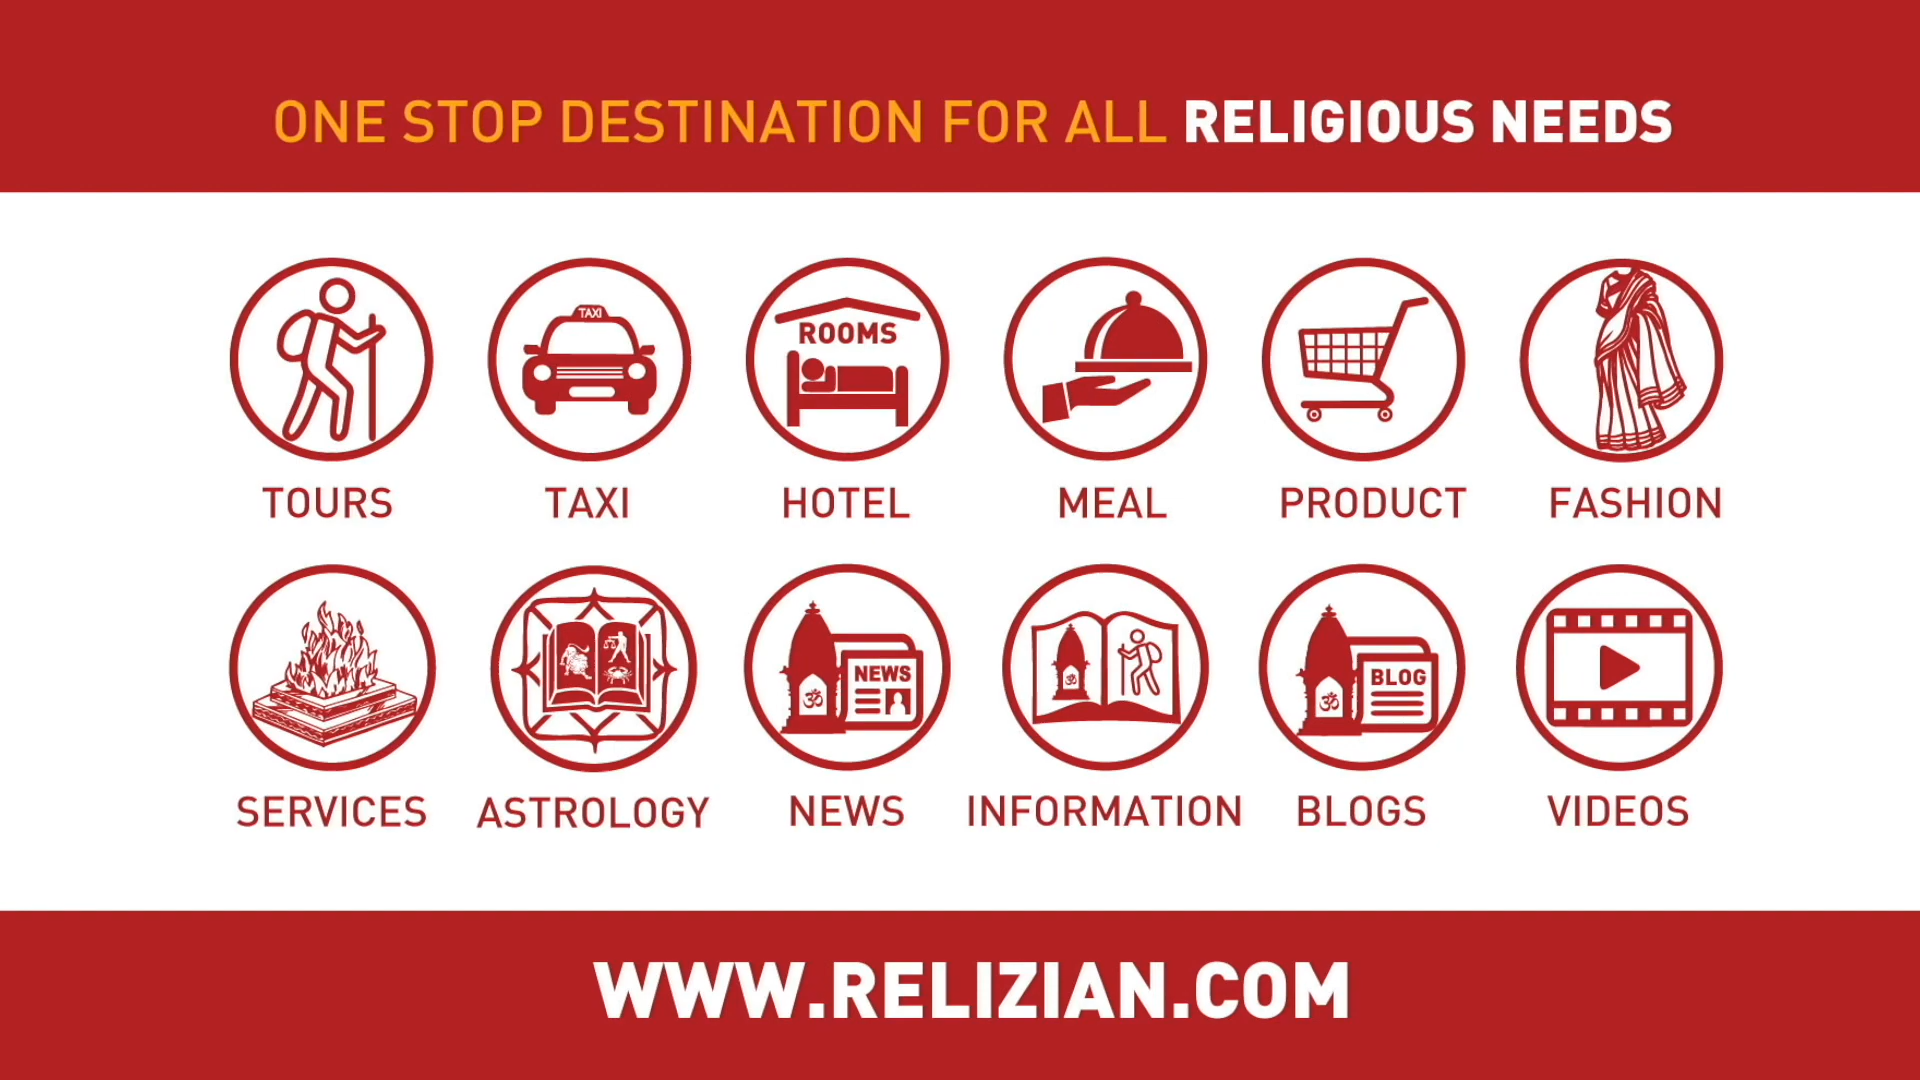 ONE STOP DESTINATION FOR ALL RELIGIOUS NEEDS
TAXI
ROOMS
TOURS TAXI HOTEL MEAL PRODUCT FASHION
ॐ NEWS
ॐ
ॐ BLOG
SERVICES ASTROLOGY NEWS INFORMATION BLOGS VIDEOS
WWW.RELIZIAN.COM